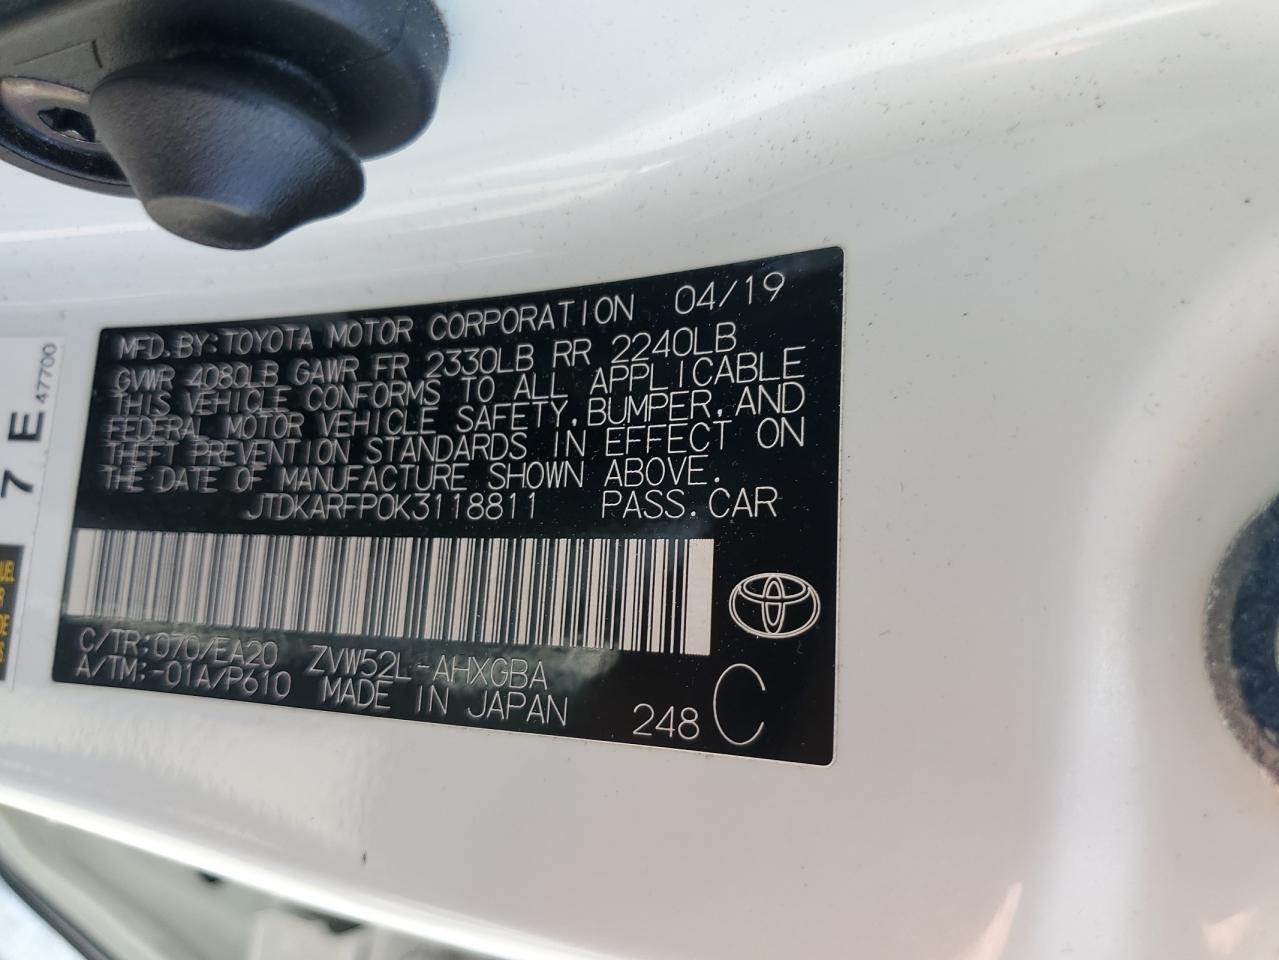 MFD.BY:TOYOTA MOTOR CORPORATION 04/19
GVWR 4080LB GAWR FR 2330LB RR 2240LB
THIS VEHICLE CONFORMS TO ALL APPLICABLE
FEDERAL MOTOR VEHICLE SAFETY, BUMPER, AND
THEFT PREVENTION STANDARDS IN EFFECT ON
THE DATE OF MANUFACTURE SHOWN ABOVE.
JTDKARFP0K3118811 PASS.CAR
C/TR:070/EA20 ZVW52L-AHXGBA
A/TM:-01A/P610 MADE IN JAPAN
248 C
7 E
47700